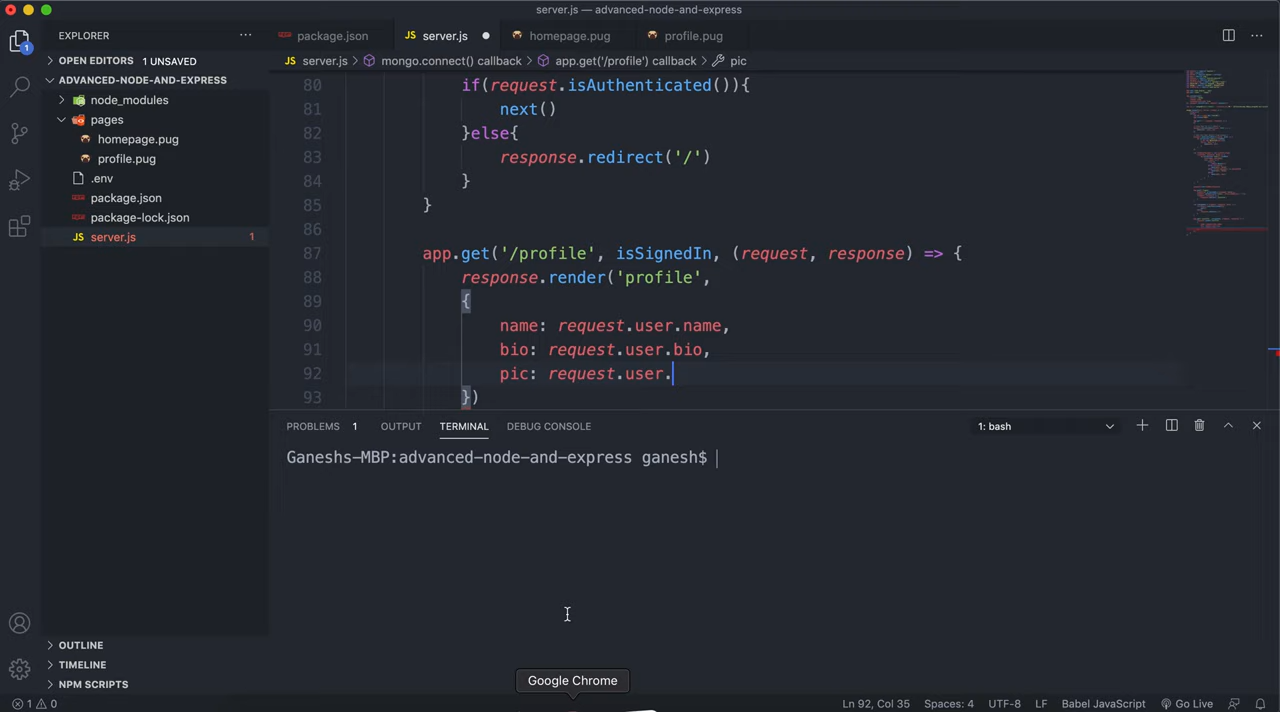 server.js — advanced-node-and-express
EXPLORER
package.json
JS server.js
homepage.pug
profile.pug
OPEN EDITORS 1 UNSAVED
JS server.js > mongo.connect() callback > app.get('/profile') callback > pic
ADVANCED-NODE-AND-EXPRESS
node_modules
pages
homepage.pug
profile.pug
.env
package.json
package-lock.json
JS server.js 1
80 if(request.isAuthenticated()){
81 next()
82 }else{
83 response.redirect('/')
84 }
85 }
86
87 app.get('/profile', isSignedIn, (request, response) => {
88 response.render('profile',
89 {
90 name: request.user.name,
91 bio: request.user.bio,
92 pic: request.user.
93 })
PROBLEMS 1 OUTPUT TERMINAL DEBUG CONSOLE
1: bash
Ganeshs-MBP:advanced-node-and-express ganesh$
OUTLINE
TIMELINE
NPM SCRIPTS
Google Chrome
1 0
Ln 92, Col 35 Spaces: 4 UTF-8 LF Babel JavaScript Go Live